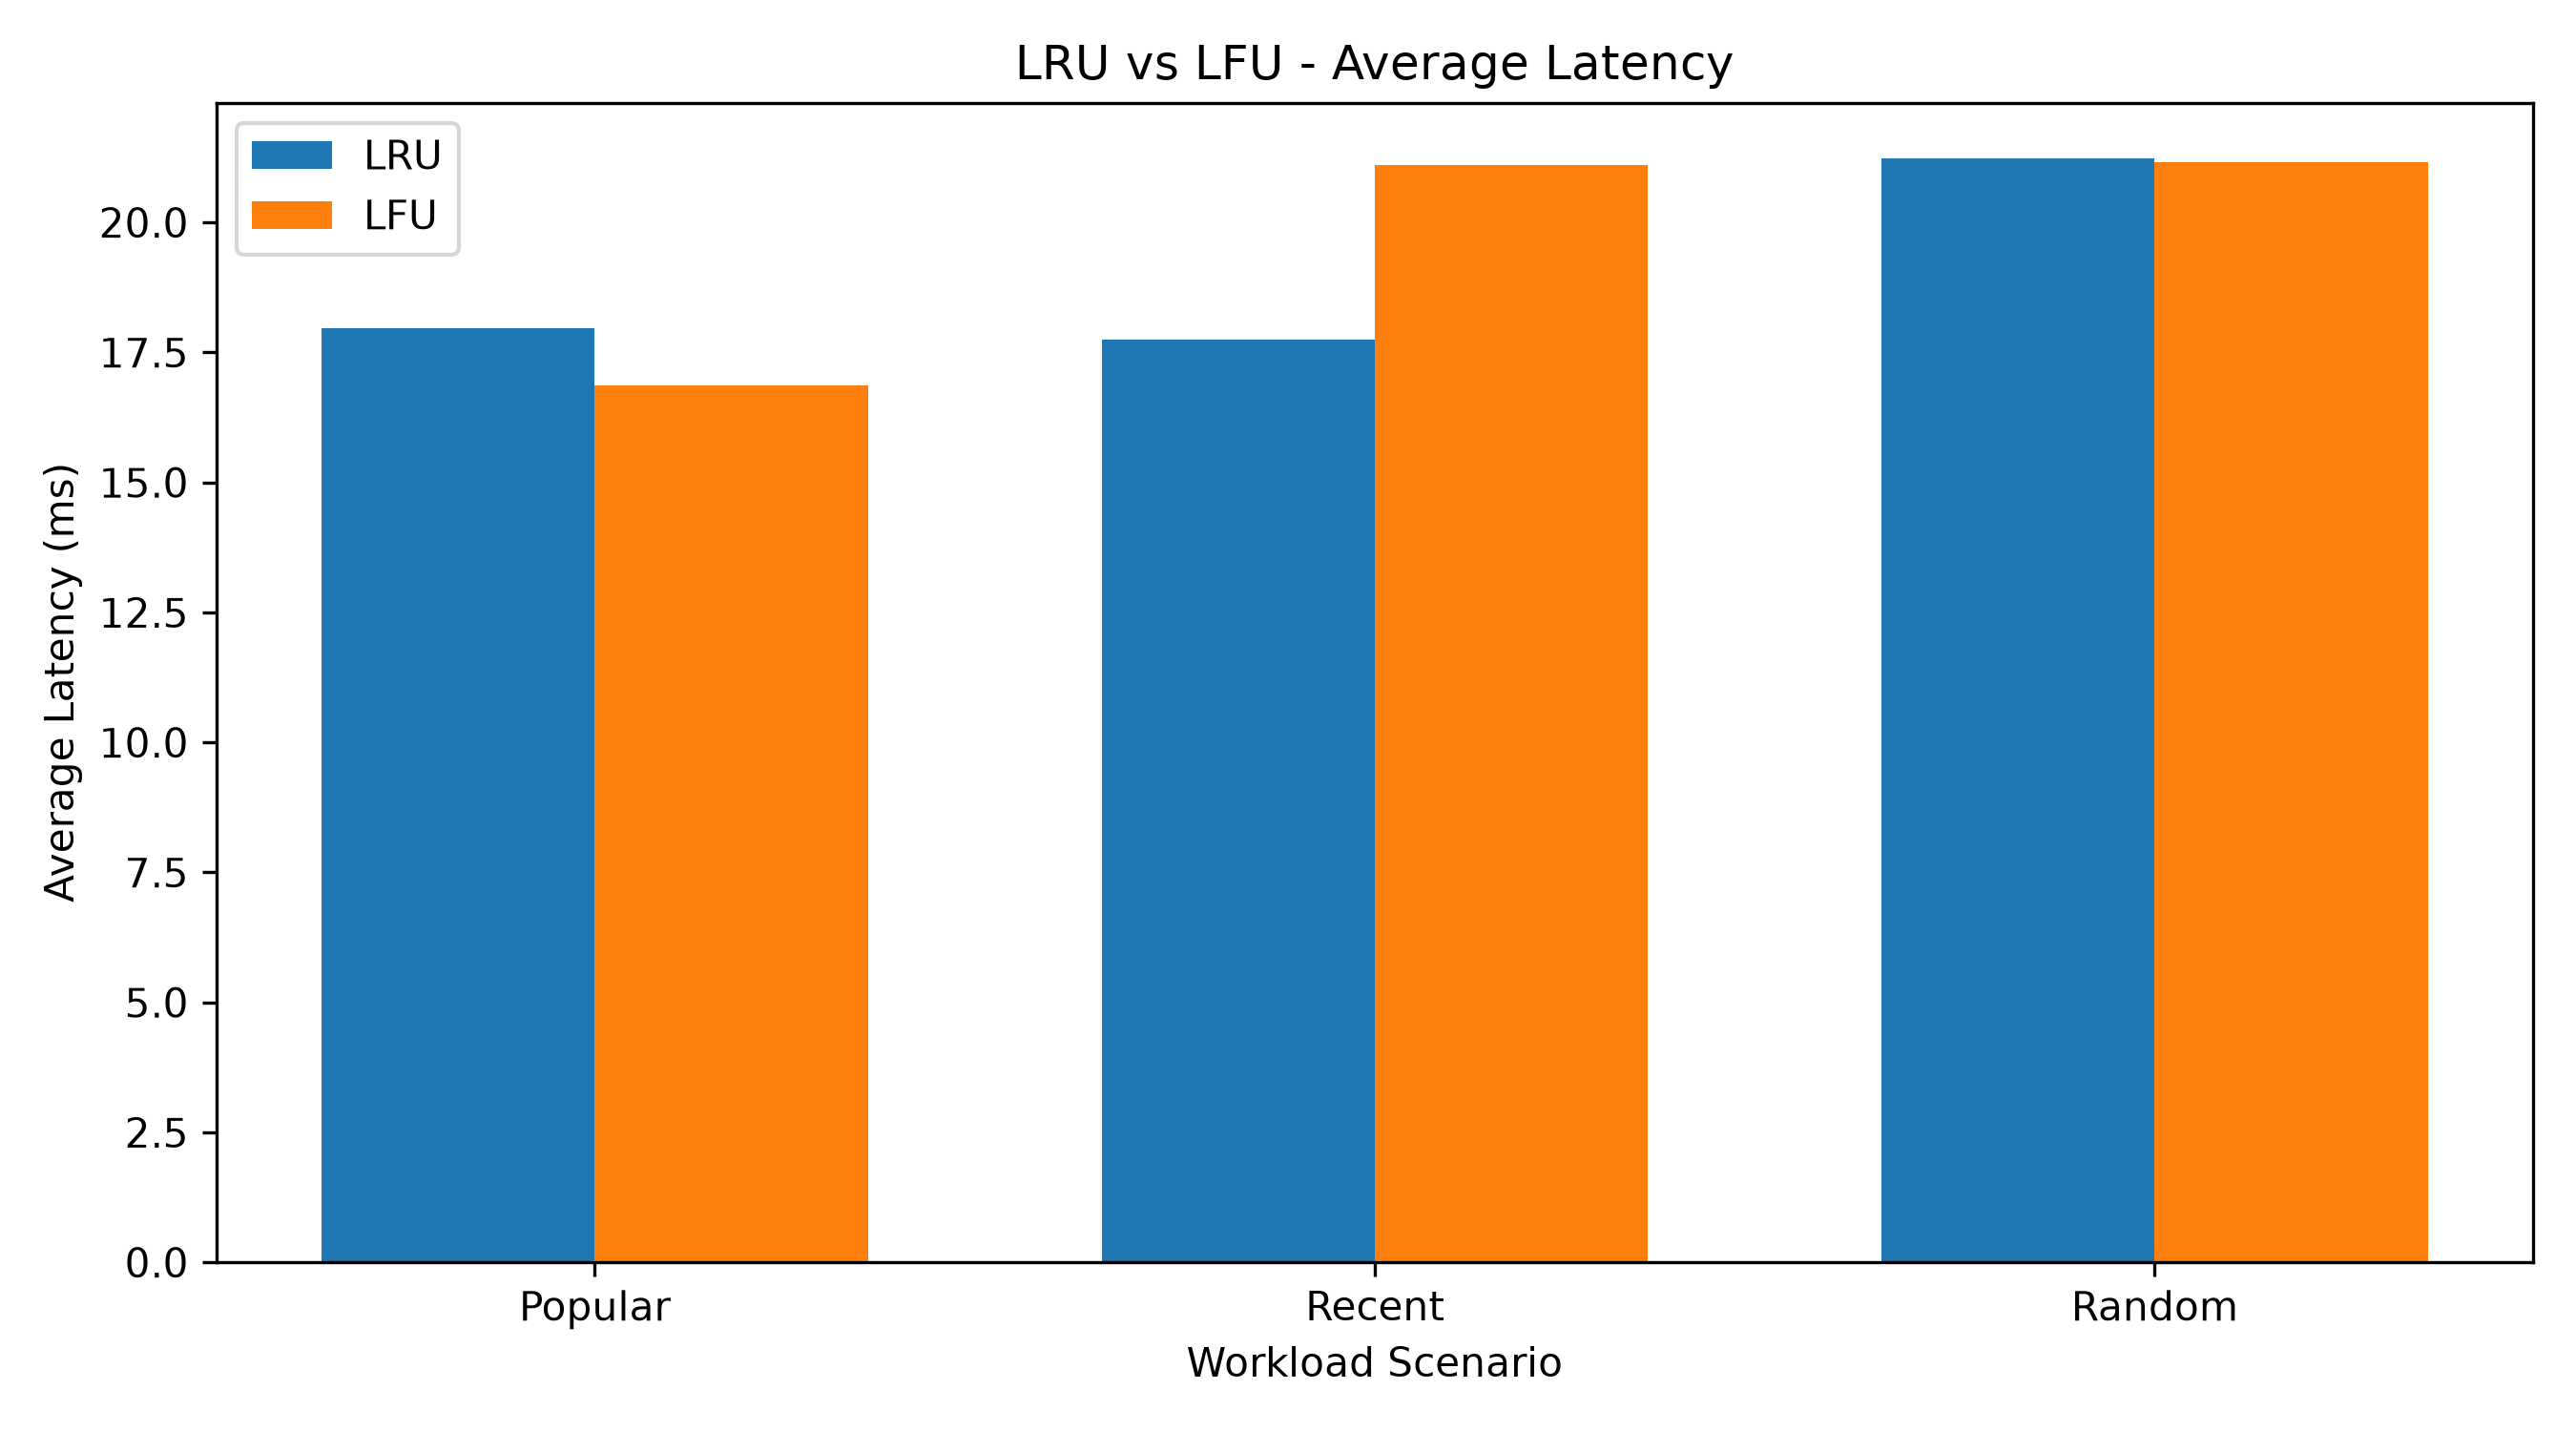 LRU vs LFU - Average Latency
LRU
LFU
Average Latency (ms)
20.0
17.5
15.0
12.5
10.0
7.5
5.0
2.5
0.0
Popular
Recent
Random
Workload Scenario